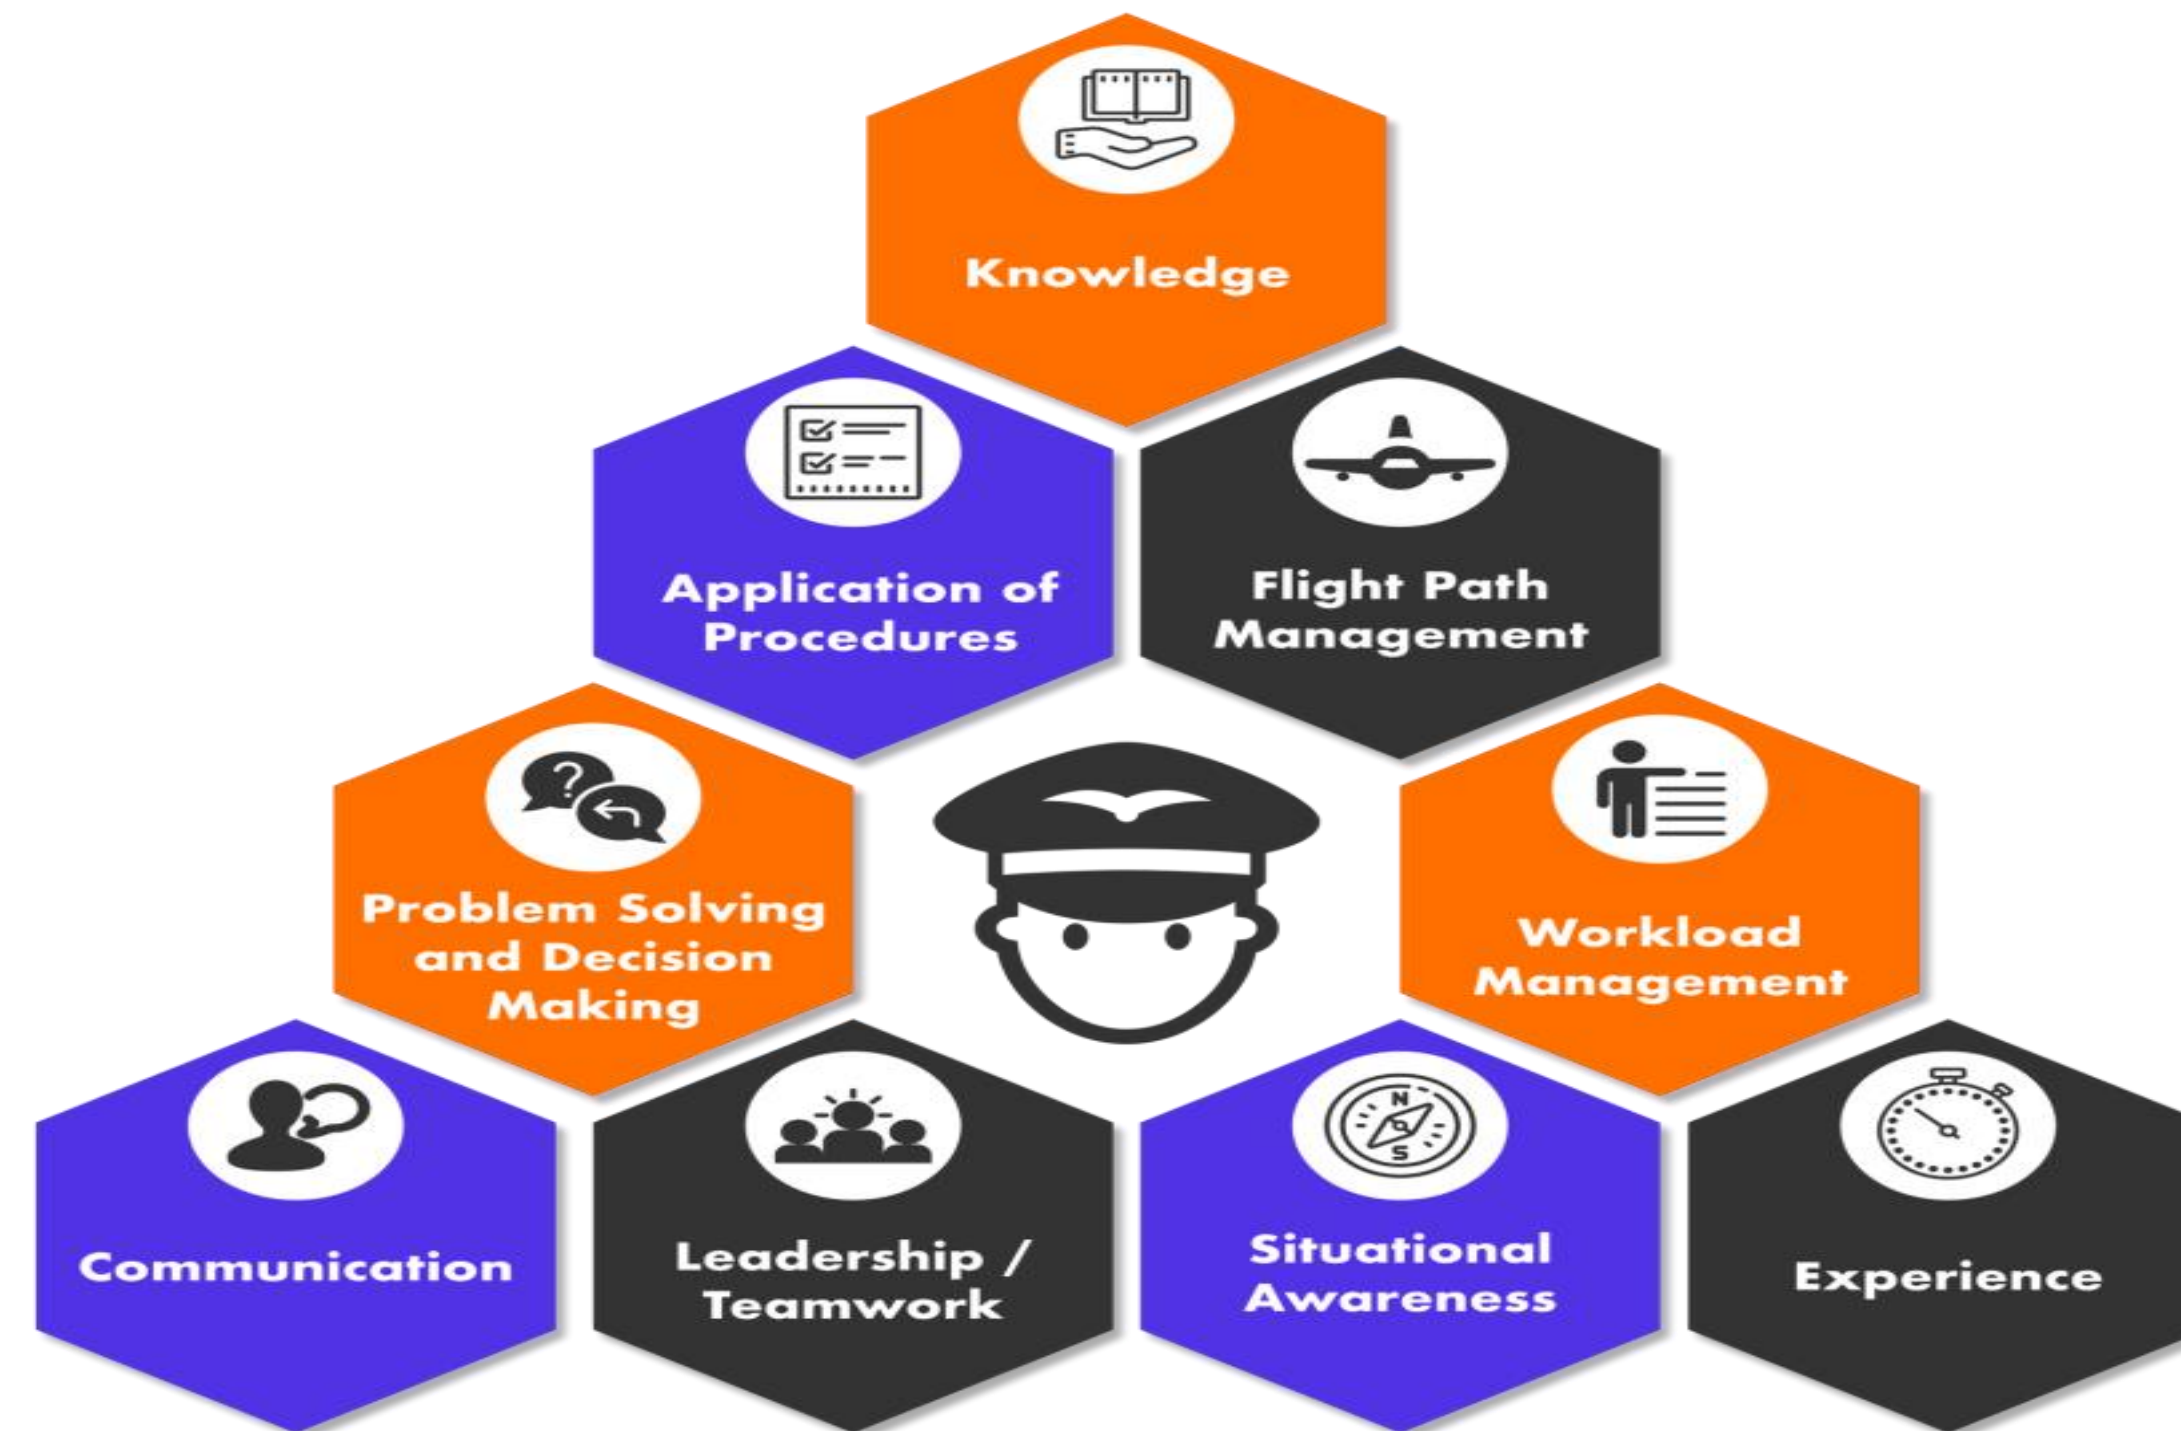 Knowledge
Application of
Procedures
Flight Path
Management
Problem Solving
and Decision
Making
Workload
Management
Communication
Leadership /
Teamwork
N
S
Situational
Awareness
Experience